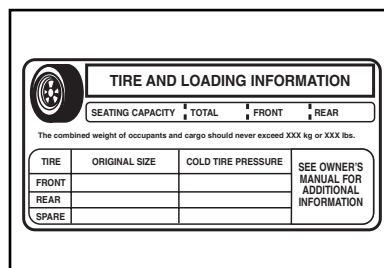 TIRE AND LOADING INFORMATION
SEATING CAPACITY TOTAL FRONT REAR
The combined weight of occupants and cargo should never exceed XXX kg or XXX lbs.
TIRE ORIGINAL SIZE COLD TIRE PRESSURE
SEE OWNER'S
MANUAL FOR
ADDITIONAL
INFORMATION
FRONT
REAR
SPARE